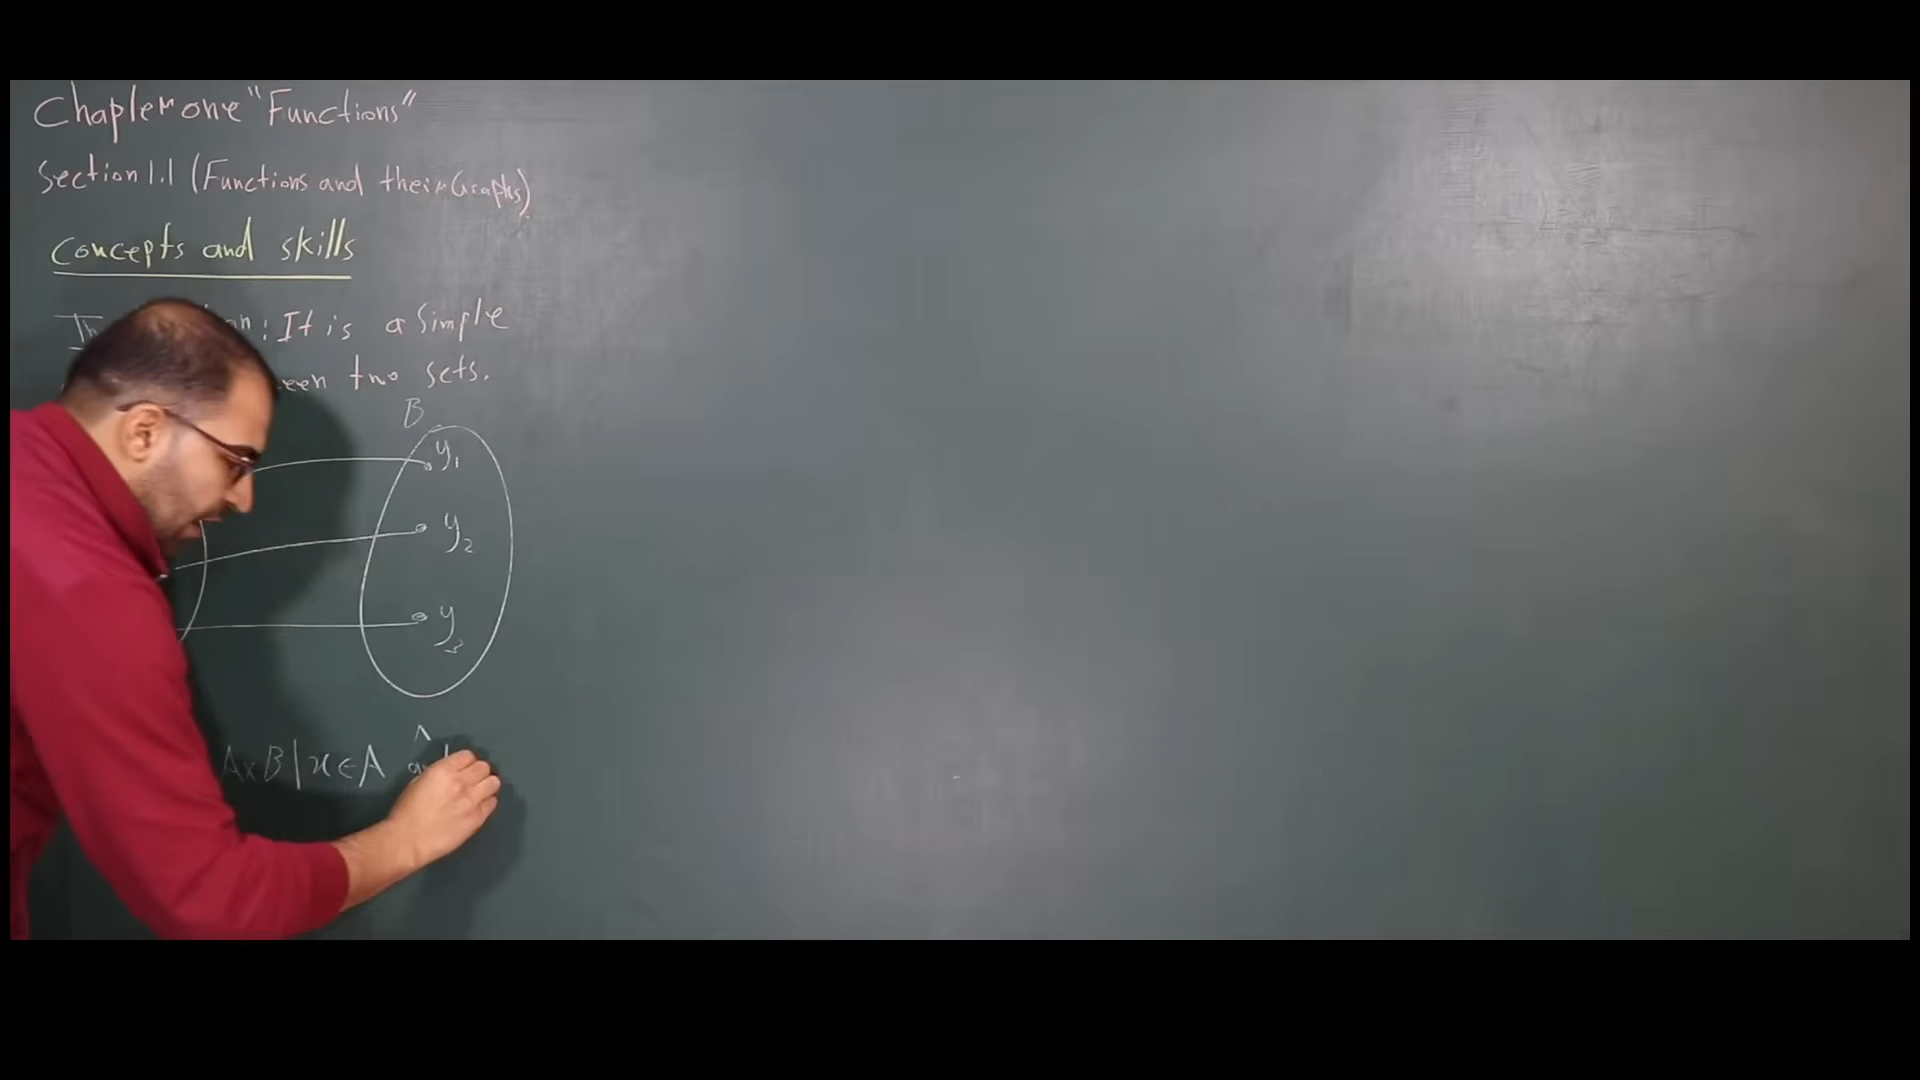 Chapter one "Functions"
Section 1.1 (Functions and their Graphs)
Concepts and skills
: It is a simple
two sets.
B
y1
y2
y3
∧
A×B | x∈A